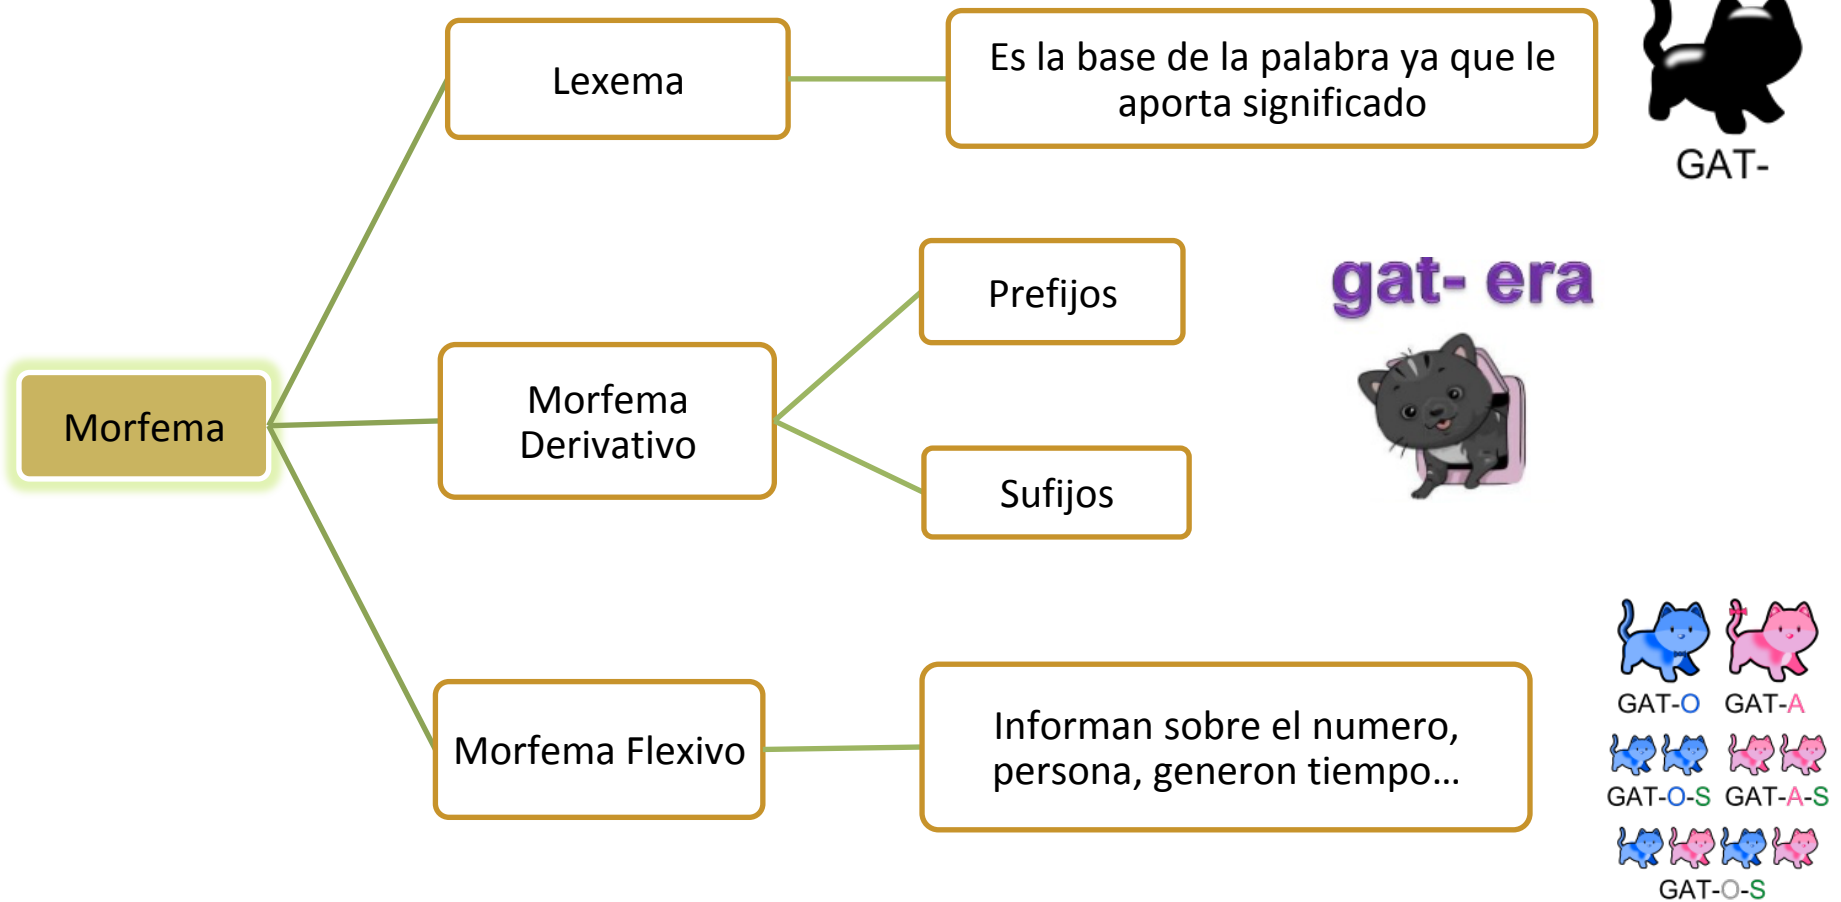 Lexema
Es la base de la palabra ya que le
aporta significado
GAT-
Prefijos
gat- era
Morfema
Morfema
Derivativo
Sufijos
Morfema Flexivo
Informan sobre el numero,
persona, generon tiempo...
GAT-O GAT-A
GAT-O-S GAT-A-S
GAT-O-S